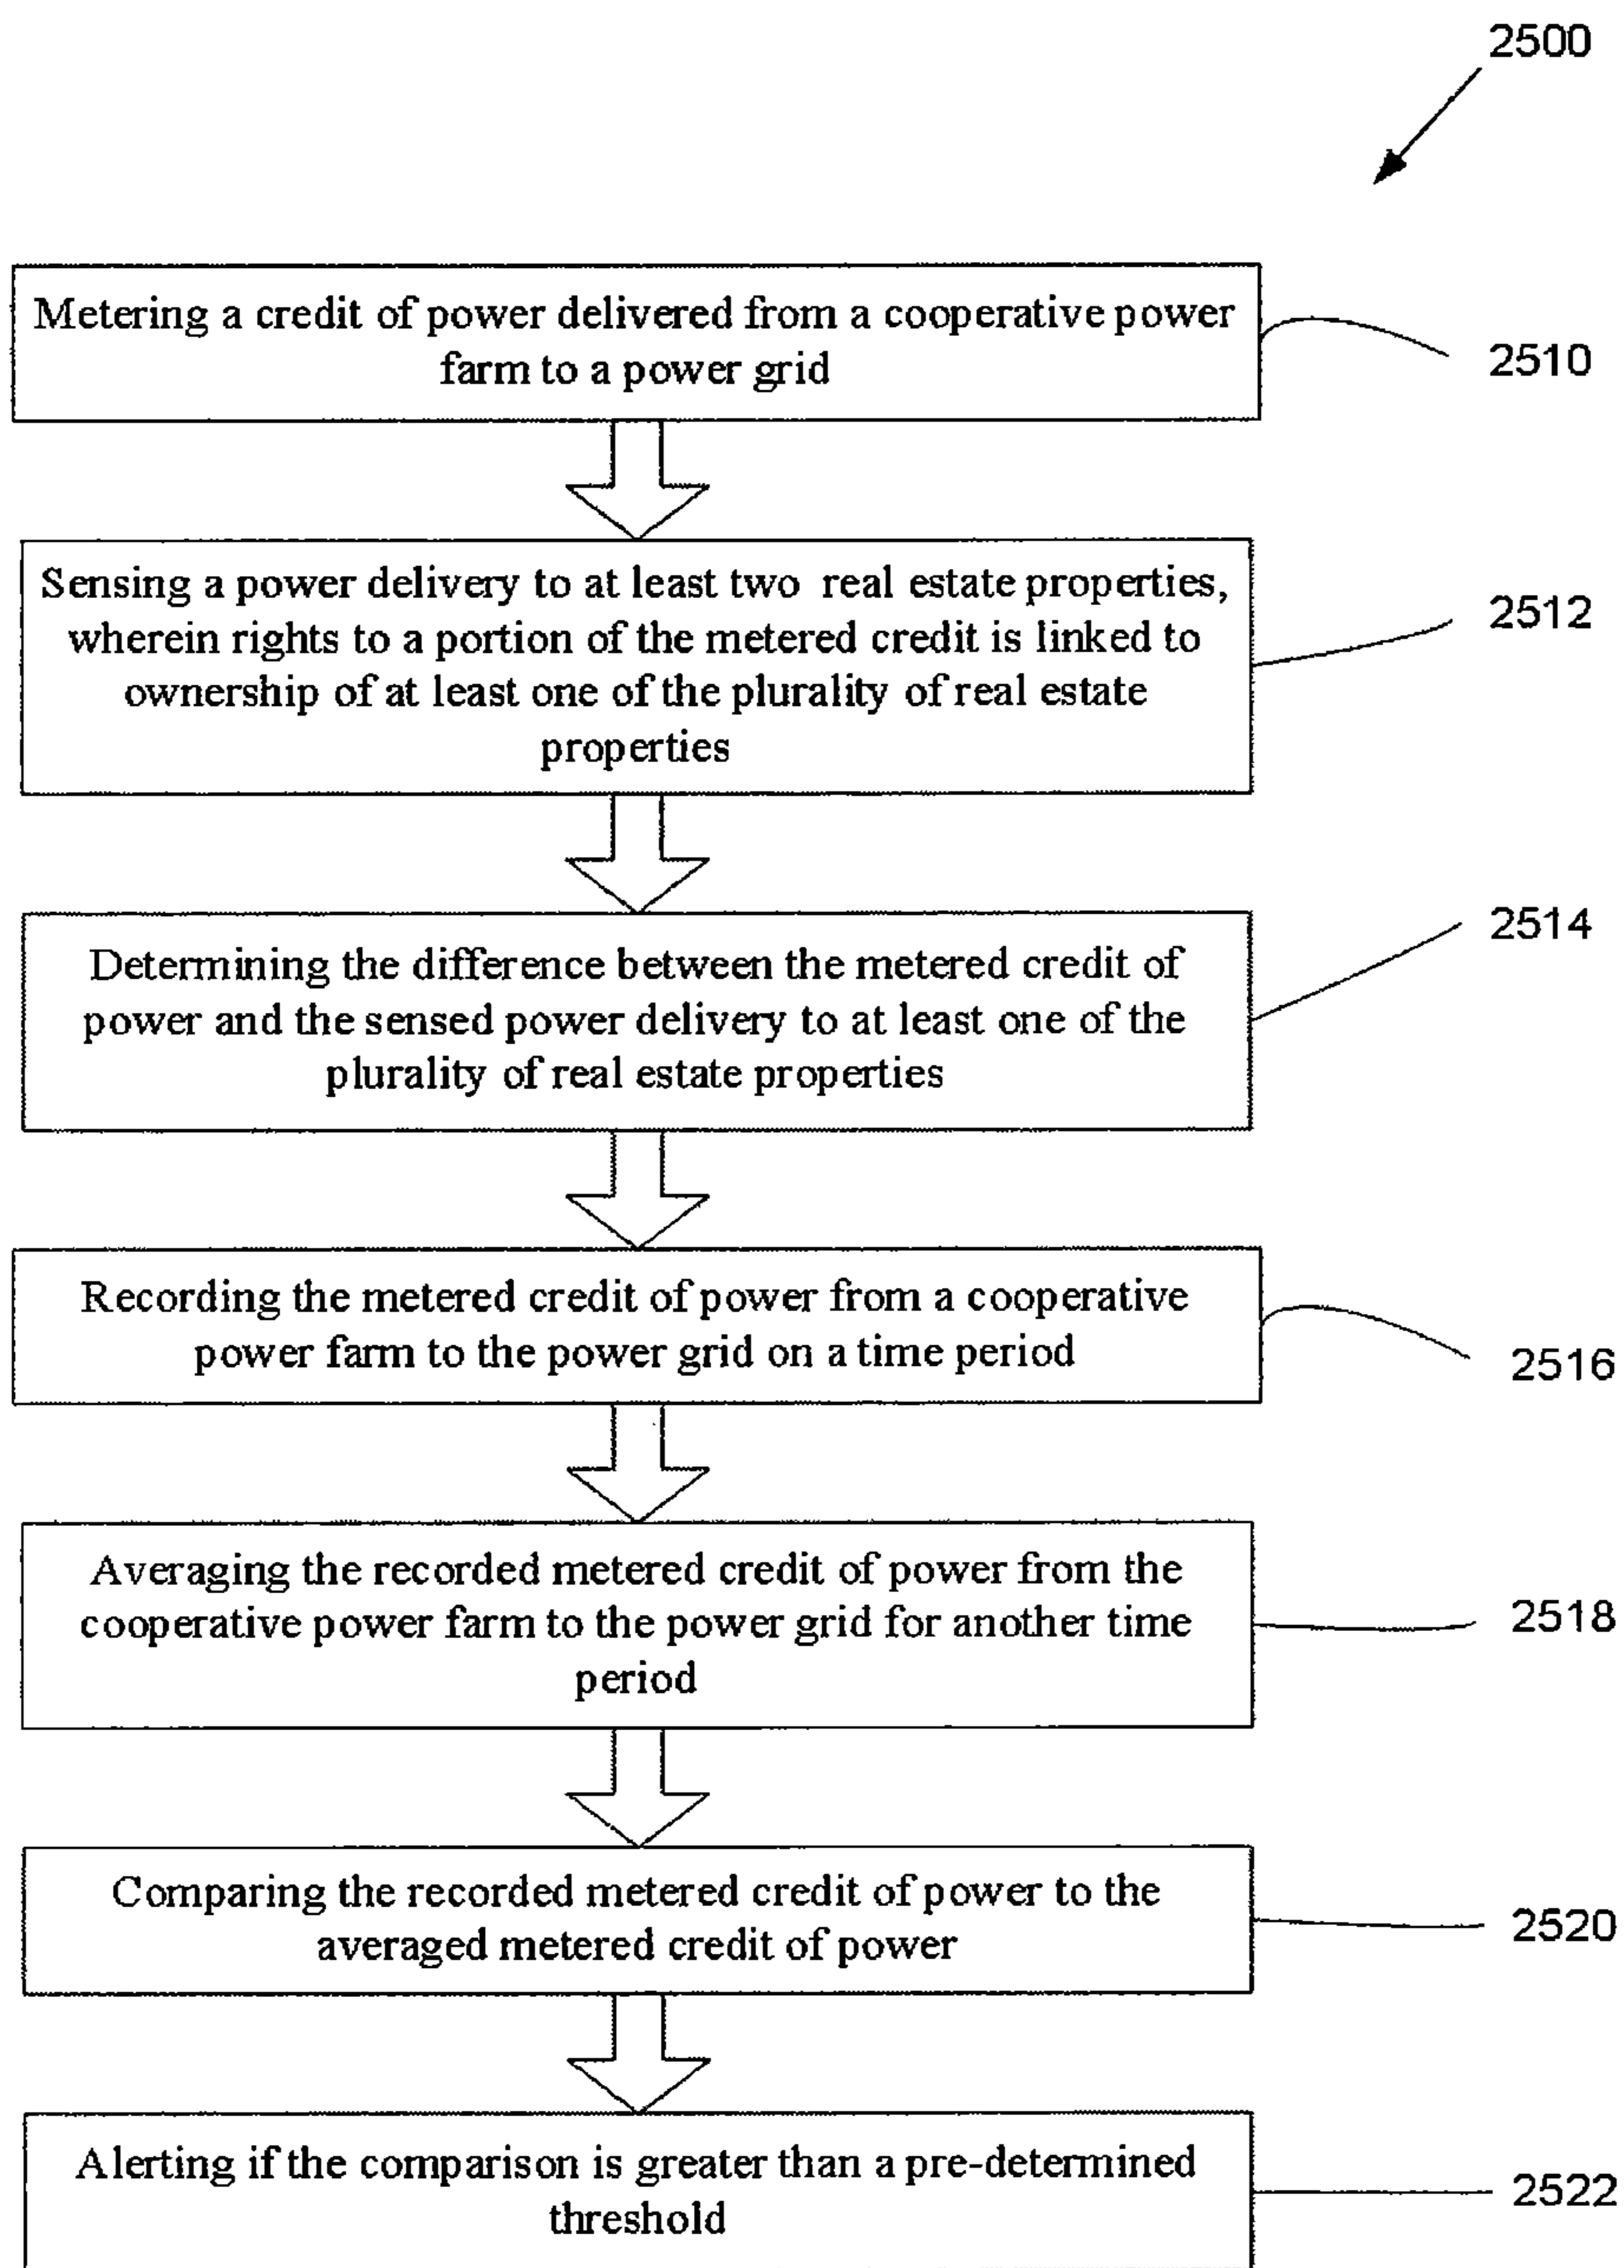 2500
Metering a credit of power delivered from a cooperative power
farm to a power grid
2510
Sensing a power delivery to at least two real estate properties,
wherein rights to a portion of the metered credit is linked to
ownership of at least one of the plurality of real estate
properties
2512
Determining the difference between the metered credit of
power and the sensed power delivery to at least one of the
plurality of real estate properties
2514
Recording the metered credit of power from a cooperative
power farm to the power grid on a time period
2516
Averaging the recorded metered credit of power from the
cooperative power farm to the power grid for another time
period
2518
Comparing the recorded metered credit of power to the
averaged metered credit of power
2520
Alerting if the comparison is greater than a pre-determined
threshold
2522